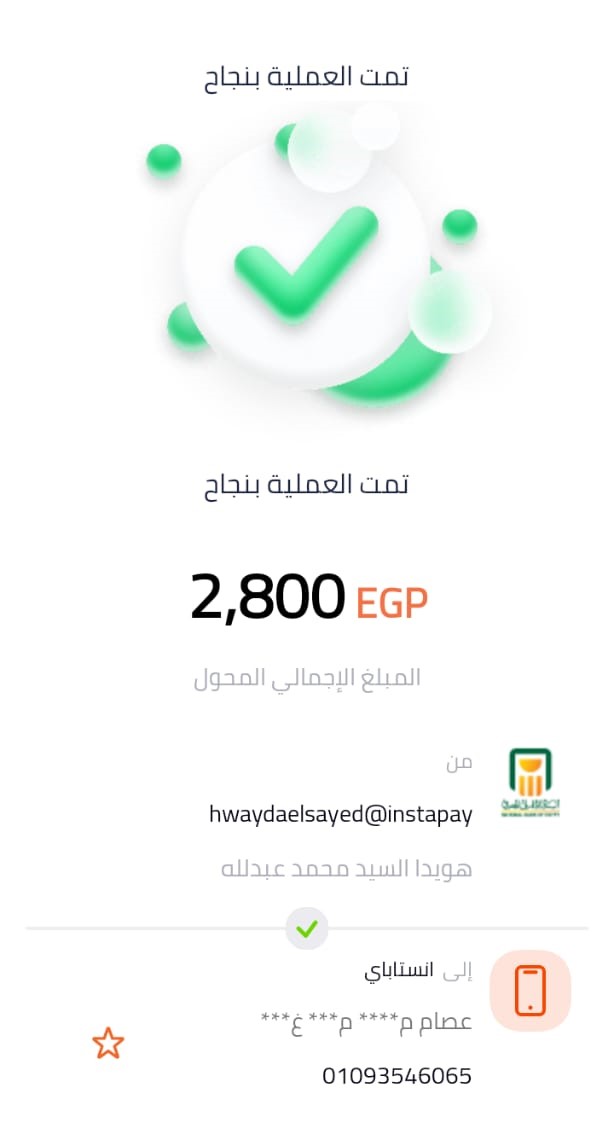 تمت العملية بنجاح
تمت العملية بنجاح
2,800 EGP
المبلغ الإجمالي المحول
من
hwaydaelsayed@instapay
هويدا السيد محمد عبدلله
إلى انستاباي
عصام م**** م*** غ***
01093546065